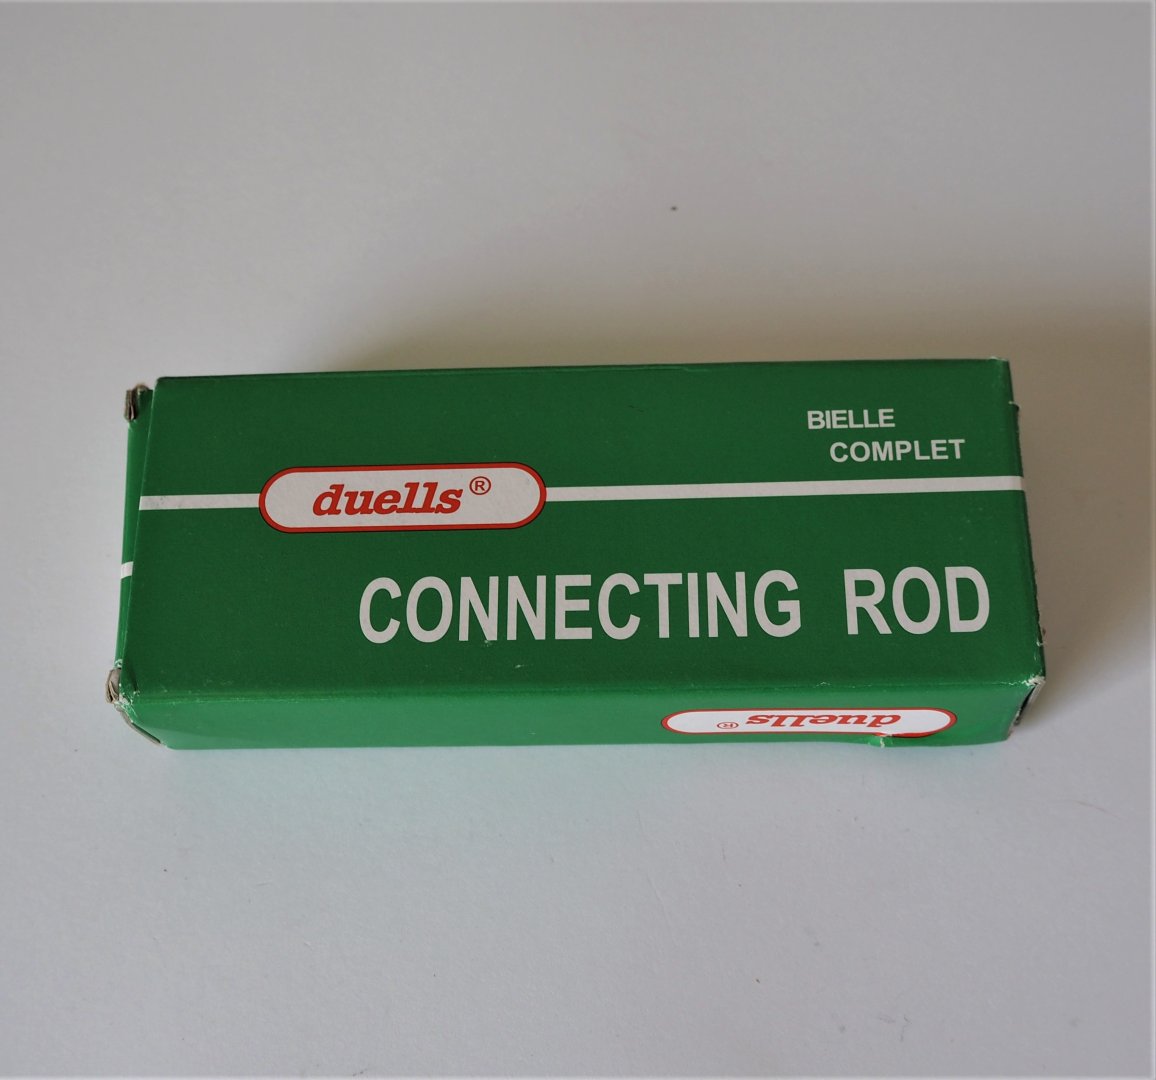 BIELLE
COMPLET
duells®
CONNECTING ROD
duells®